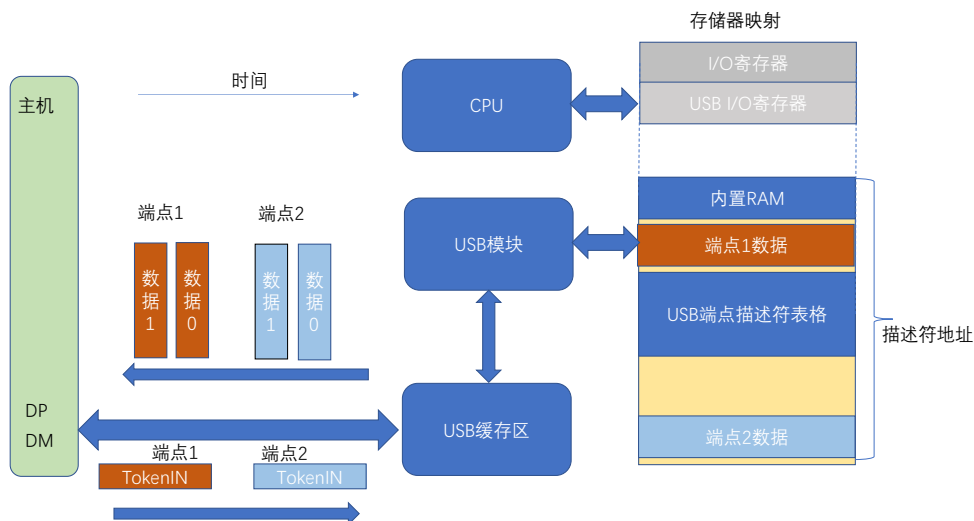 存储器映射
I/O寄存器
时间
主机
CPU
USB I/O寄存器
内置RAM
端点1
端点2
USB模块
端点1数据
数据1
数据0
数据1
数据0
USB端点描述符表格
描述符地址
DP
DM
USB缓存区
端点2数据
端点1
端点2
TokenIN
TokenIN